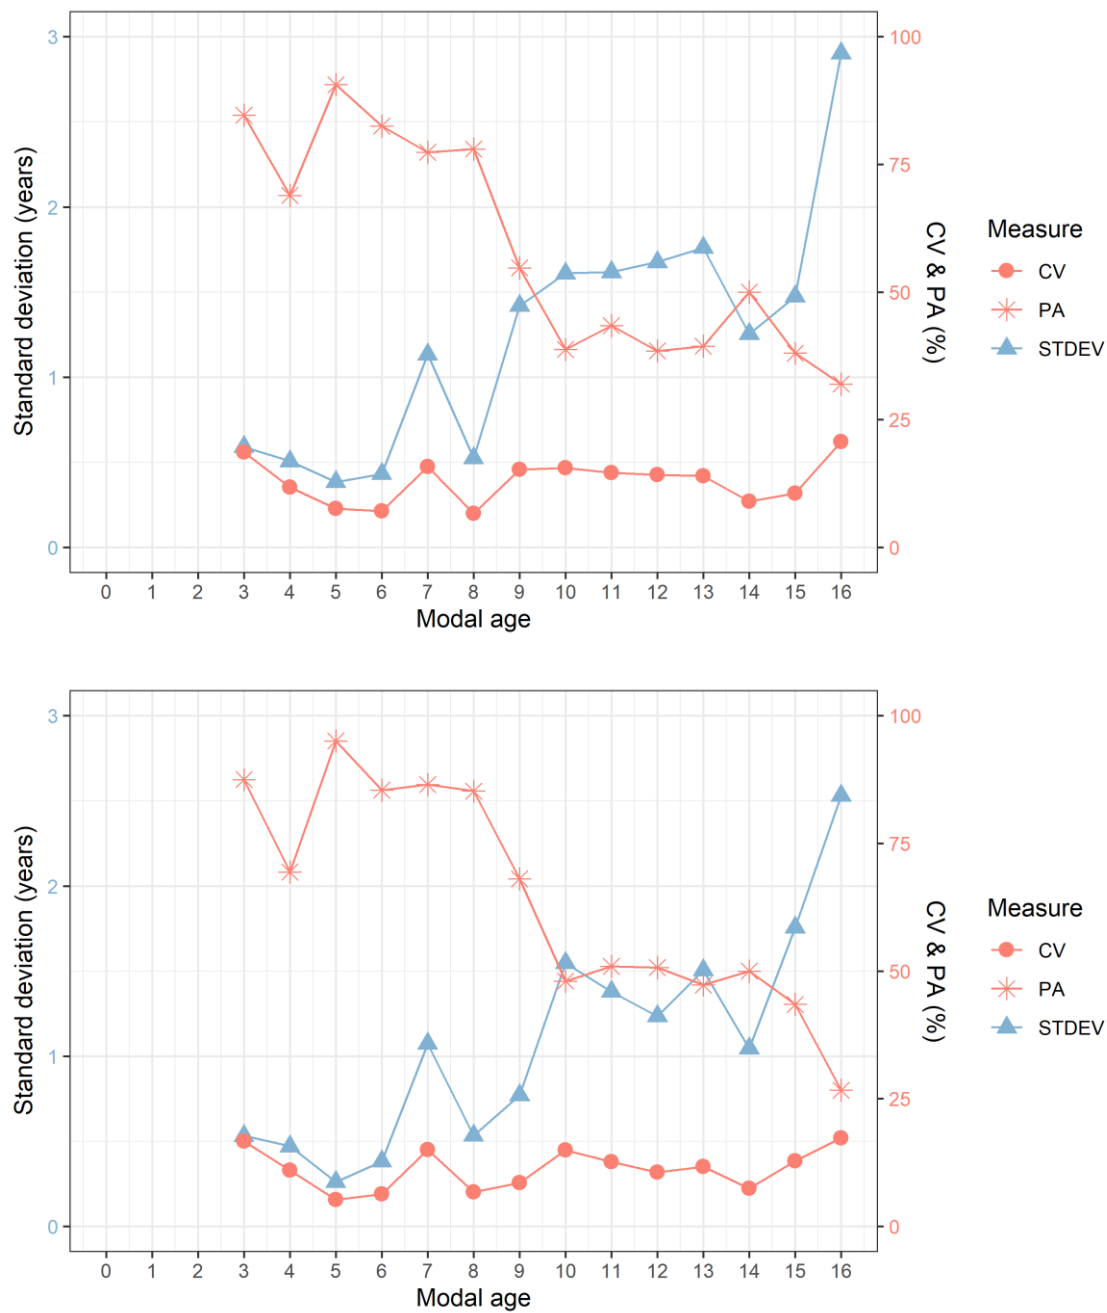 3
2
1
0
Standard deviation (years)
100
75
50
25
0
CV & PA (%)
0 1 2 3 4 5 6 7 8 9 10 11 12 13 14 15 16
Modal age
Measure
CV
PA
STDEV
3
2
1
0
Standard deviation (years)
100
75
50
25
0
CV & PA (%)
0 1 2 3 4 5 6 7 8 9 10 11 12 13 14 15 16
Modal age
Measure
CV
PA
STDEV